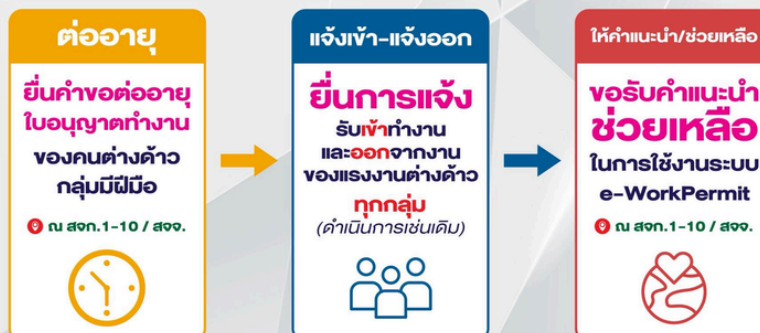 ต่ออายุ
ยื่นคำขอต่ออายุ
ใบอนุญาตทำงาน
ของคนต่างด้าว
กลุ่มมีฝีมือ
ณ สจก.1-10 / สจจ.
แจ้งเข้า-แจ้งออก
ยื่นการแจ้ง
รับเข้าทำงาน
และออกจากงาน
ของแรงงานต่างด้าว
ทุกกลุ่ม
(ดำเนินการเช่นเดิม)
ให้คำแนะนำ/ช่วยเหลือ
ขอรับคำแนะนำ
ช่วยเหลือ
ในการใช้งานระบบ
e-WorkPermit
ณ สจก.1-10 / สจจ.